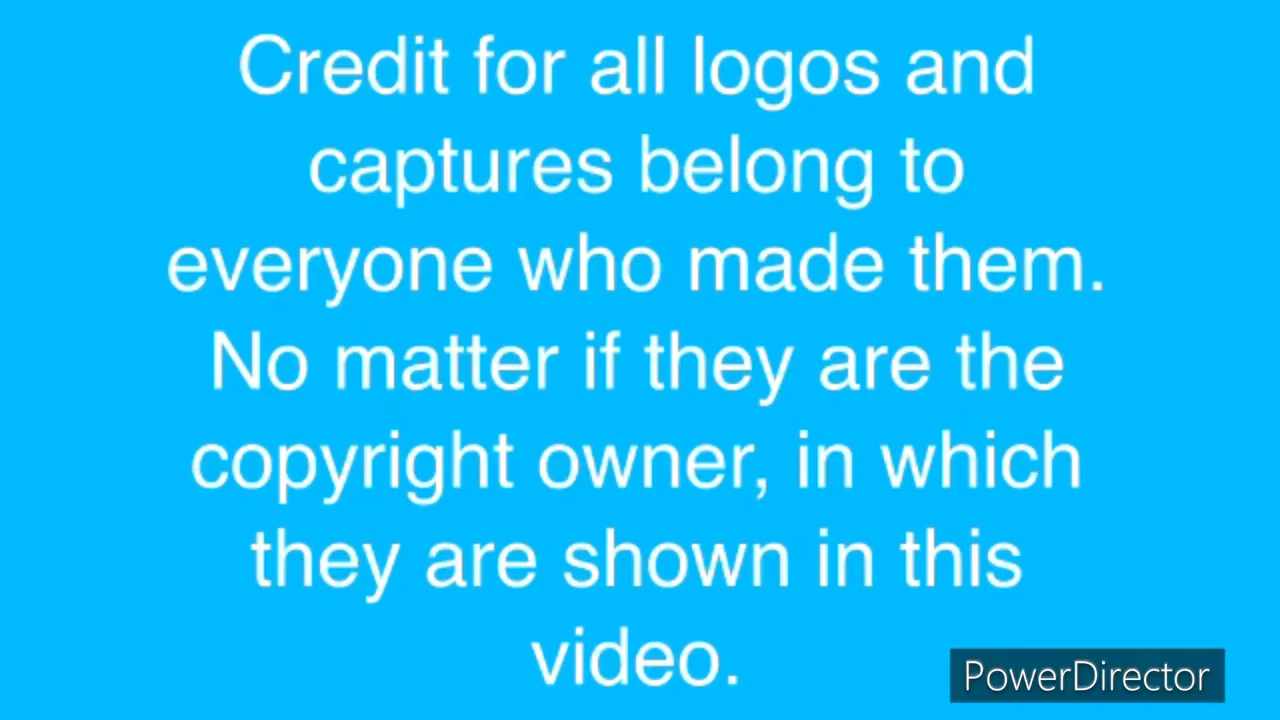 Credit for all logos and
captures belong to
everyone who made them.
No matter if they are the
copyright owner, in which
they are shown in this
video.
PowerDirector